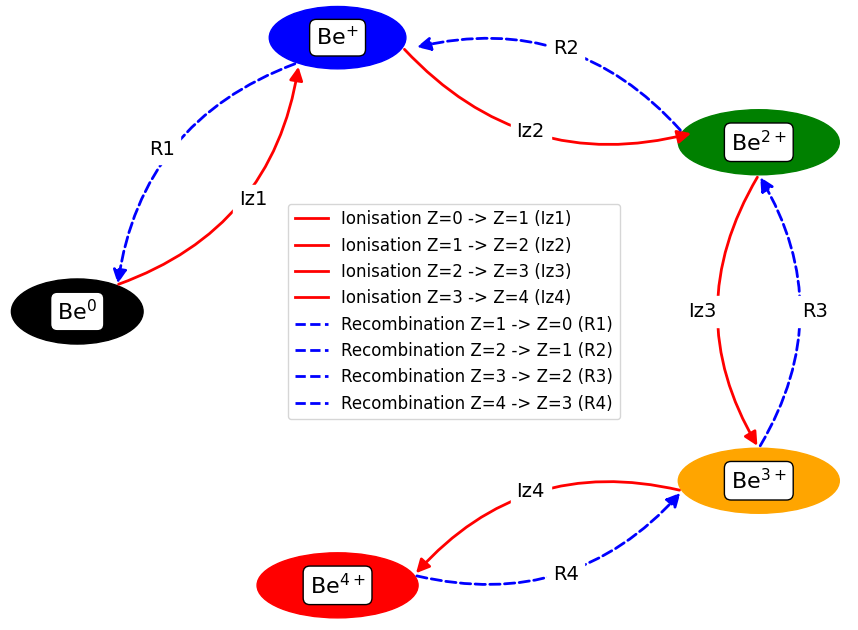 Be⁺
R2
Iz2
Be²⁺
R1
Iz1
Be⁰
Ionisation Z=0 -> Z=1 (Iz1)
Ionisation Z=1 -> Z=2 (Iz2)
Ionisation Z=2 -> Z=3 (Iz3)
Ionisation Z=3 -> Z=4 (Iz4)
Recombination Z=1 -> Z=0 (R1)
Recombination Z=2 -> Z=1 (R2)
Recombination Z=3 -> Z=2 (R3)
Recombination Z=4 -> Z=3 (R4)
Iz3
R3
Be³⁺
Iz4
R4
Be⁴⁺